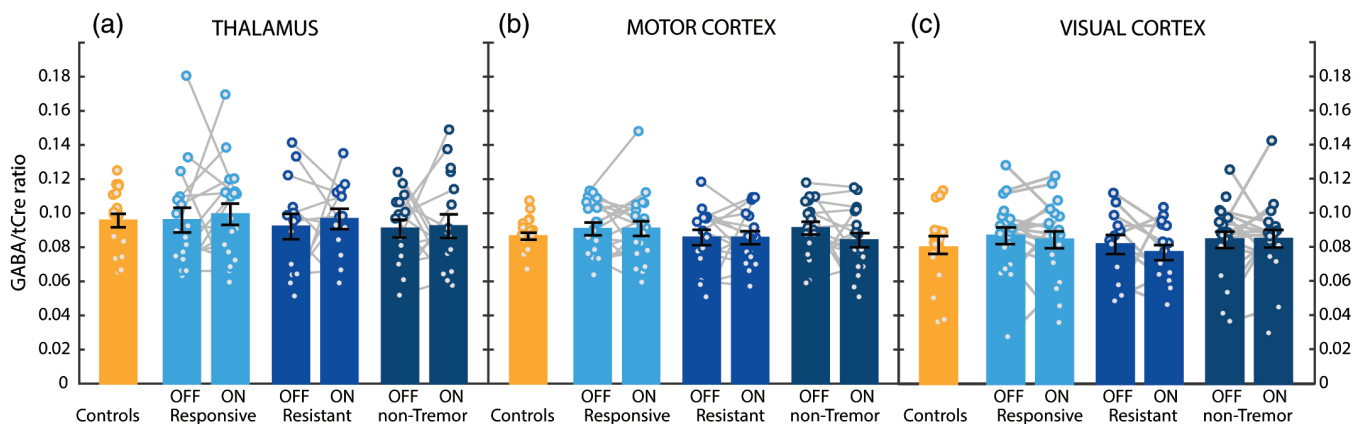 (a) THALAMUS (b) MOTOR CORTEX (c) VISUAL CORTEX
GABA/tCre ratio
0.18 0.18
0.16 0.16
0.14 0.14
0.12 0.12
0.10 0.10
0.08 0.08
0.06 0.06
0.04 0.04
0.02 0.02
0 0
OFF ON OFF ON OFF ON OFF ON OFF ON OFF ON OFF ON OFF ON OFF ON
Controls Responsive Resistant non-Tremor Controls Responsive Resistant non-Tremor Controls Responsive Resistant non-Tremor